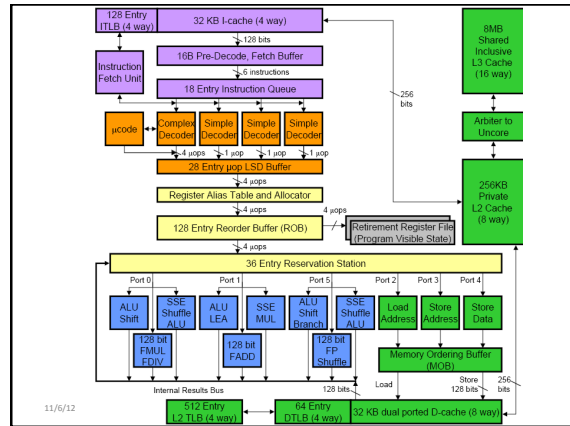 128 Entry
ITLB (4 way)
32 KB I-cache (4 way)
128 bits
16B Pre-Decode, Fetch Buffer
Instruction
Fetch Unit
6 instructions
18 Entry Instruction Queue
μcode
Complex
Decoder
Simple
Decoder
Simple
Decoder
Simple
Decoder
4 μops
1 μop
1 μop
1 μop
28 Entry μop LSD Buffer
4 μops
Register Alias Table and Allocator
4 μops
4 μops
128 Entry Reorder Buffer (ROB)
Retirement Register File
(Program Visible State)
4 μops
256
bits
8MB
Shared
Inclusive
L3 Cache
(16 way)
Arbiter to
Uncore
256KB
Private
L2 Cache
(8 way)
36 Entry Reservation Station
Port 0
Port 1
Port 5
Port 2
Port 3
Port 4
ALU
Shift
SSE
Shuffle
ALU
ALU
LEA
SSE
MUL
ALU
Shift
Branch
SSE
Shuffle
ALU
Load
Address
Store
Address
Store
Data
128 bit
FMUL
FDIV
128 bit
FADD
128 bit
FP
Shuffle
Memory Ordering Buffer
(MOB)
Internal Results Bus
128 bits
Load
Store
128 bits
256
bits
512 Entry
L2 TLB (4 way)
64 Entry
DTLB (4 way)
32 KB dual ported D-cache (8 way)
11/6/12